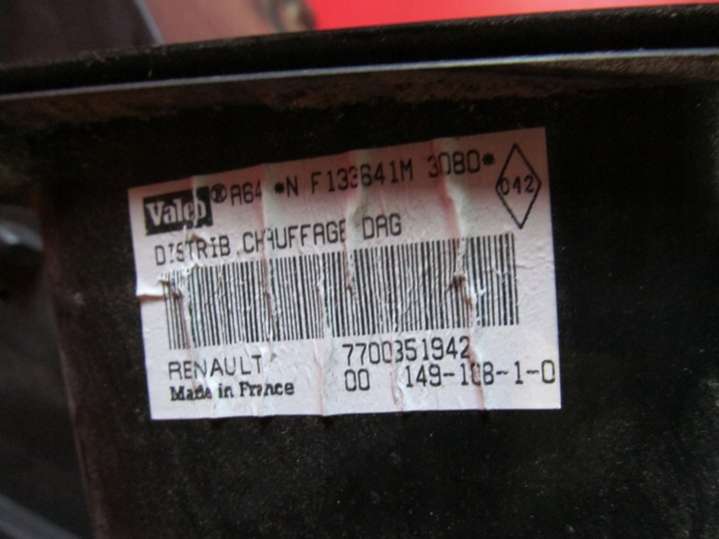 Valeo® A64 *N F133641M 3080*
042
DISTRIB.CHAUFFAGE DAG
RENAULT 7700351942
Made in France 00 149-108-1-0